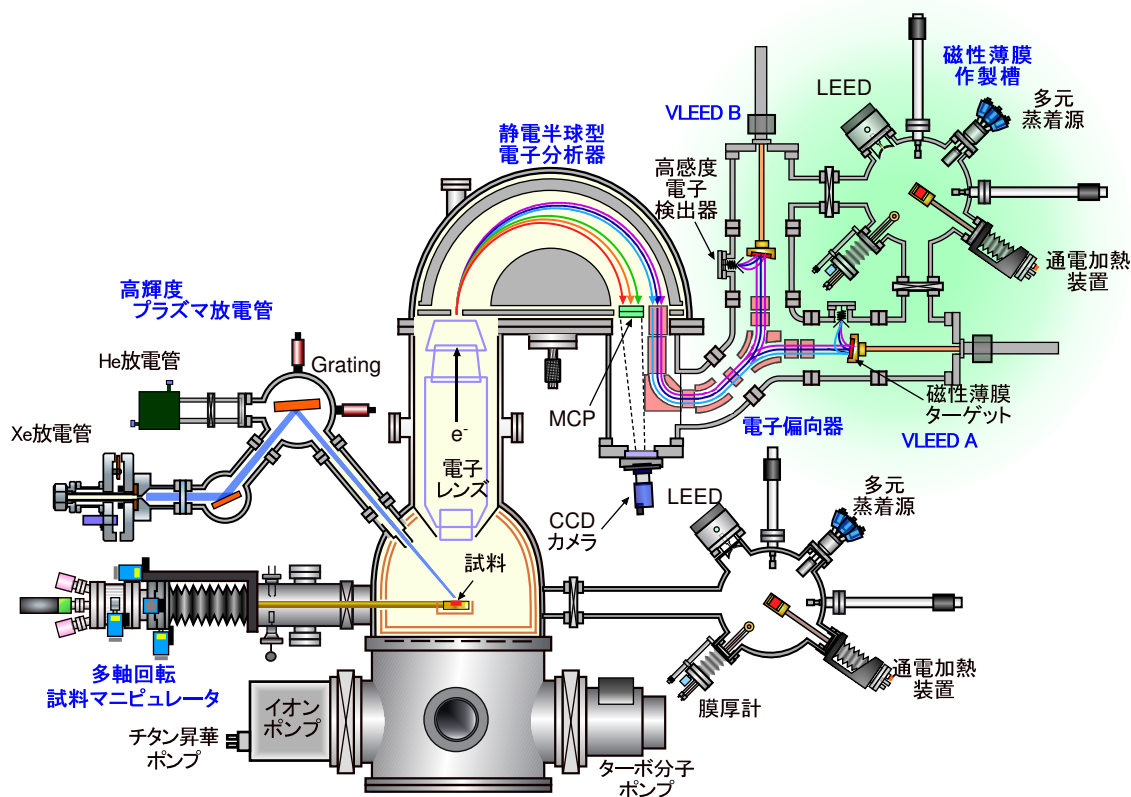 磁性薄膜
作製槽
LEED
多元
蒸着源
VLEED B
静電半球型
電子分析器
高感度
電子
検出器
通電加熱
装置
高輝度
プラズマ放電管
He放電管
Grating
Xe放電管
MCP
電子偏向器
磁性薄膜
ターゲット
VLEED A
e-
電子
レンズ
CCD
カメラ
LEED
多元
蒸着源
試料
多軸回転
試料マニピュレータ
通電加熱
装置
膜厚計
イオン
ポンプ
チタン昇華
ポンプ
ターボ分子
ポンプ